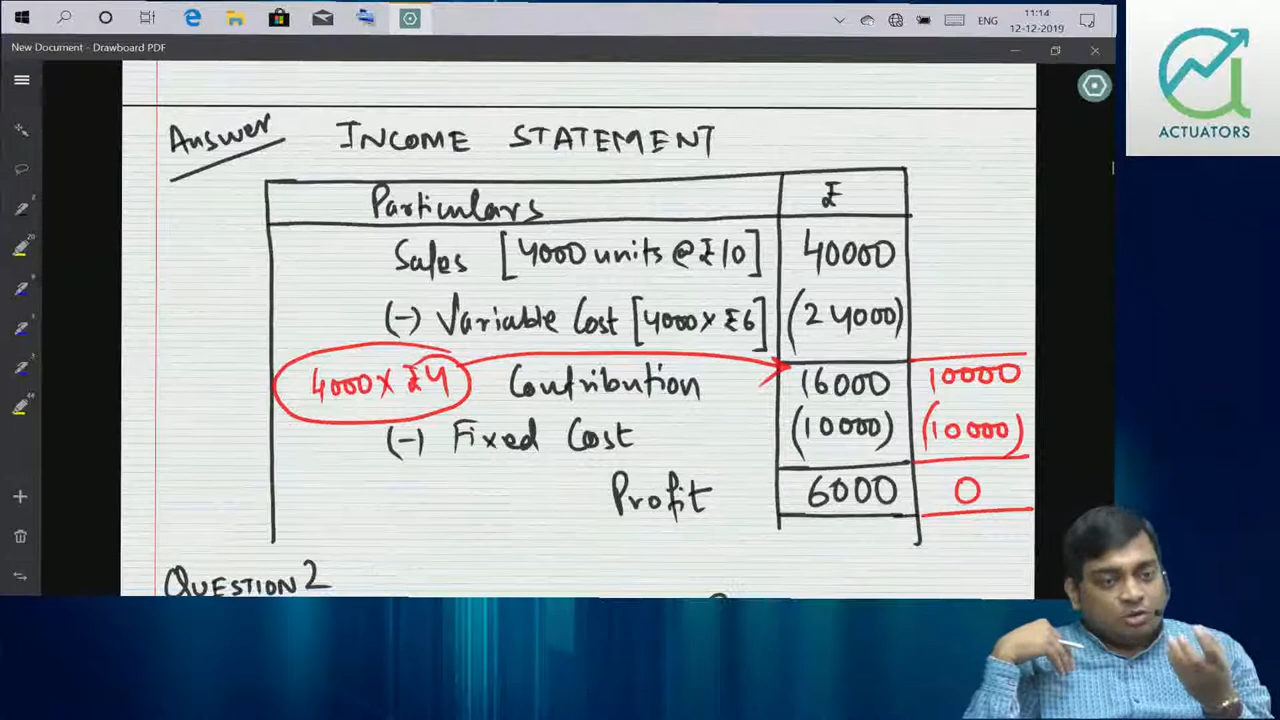 11:14
ENG
12-12-2019
New Document - Drawboard PDF
ACTUATORS
Answer INCOME STATEMENT
Particulars £
Sales [4000 units @ £10] 40000
(-) Variable Cost [4000 x £6] (24000)
4000 x £4 Contribution 16000 10000
(-) Fixed Cost (10000) (10000)
Profit 6000 0
QUESTION 2